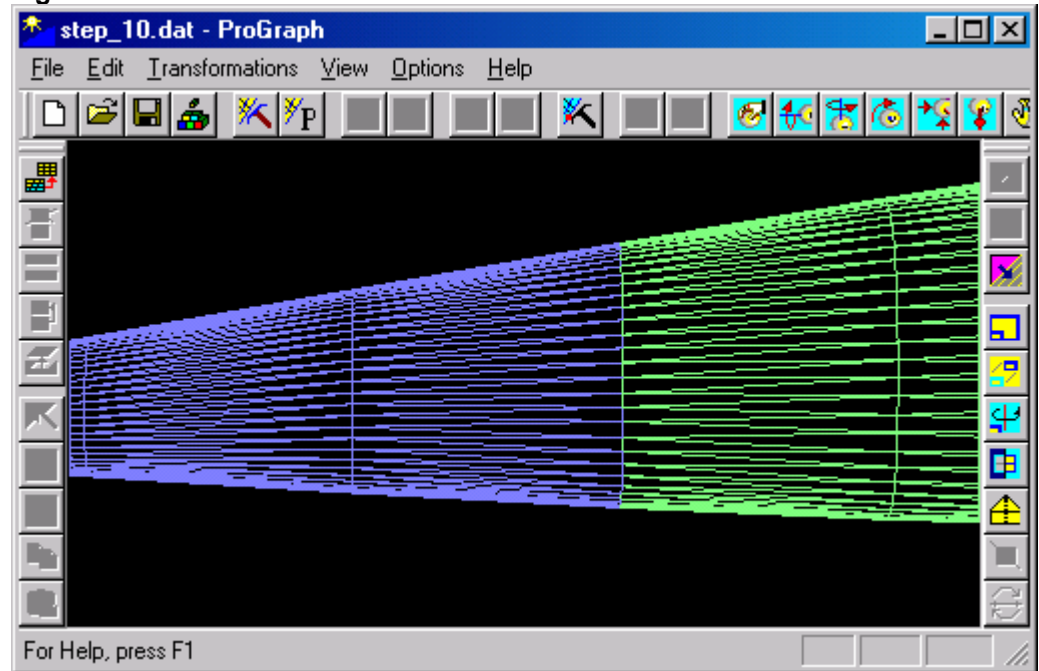 step_10.dat - ProGraph
File Edit Transformations View Options Help
P
For Help, press F1